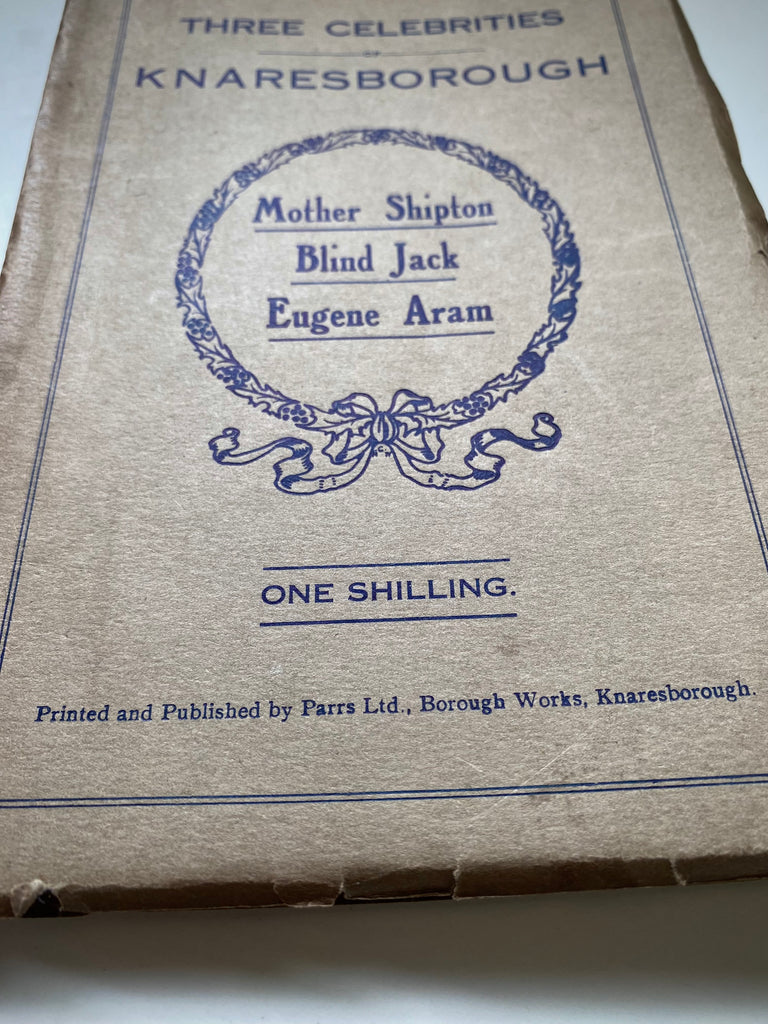 THREE CELEBRITIES
OF
KNARESBOROUGH
Mother Shipton
Blind Jack
Eugene Aram
ONE SHILLING.
Printed and Published by Parrs Ltd., Borough Works, Knaresborough.